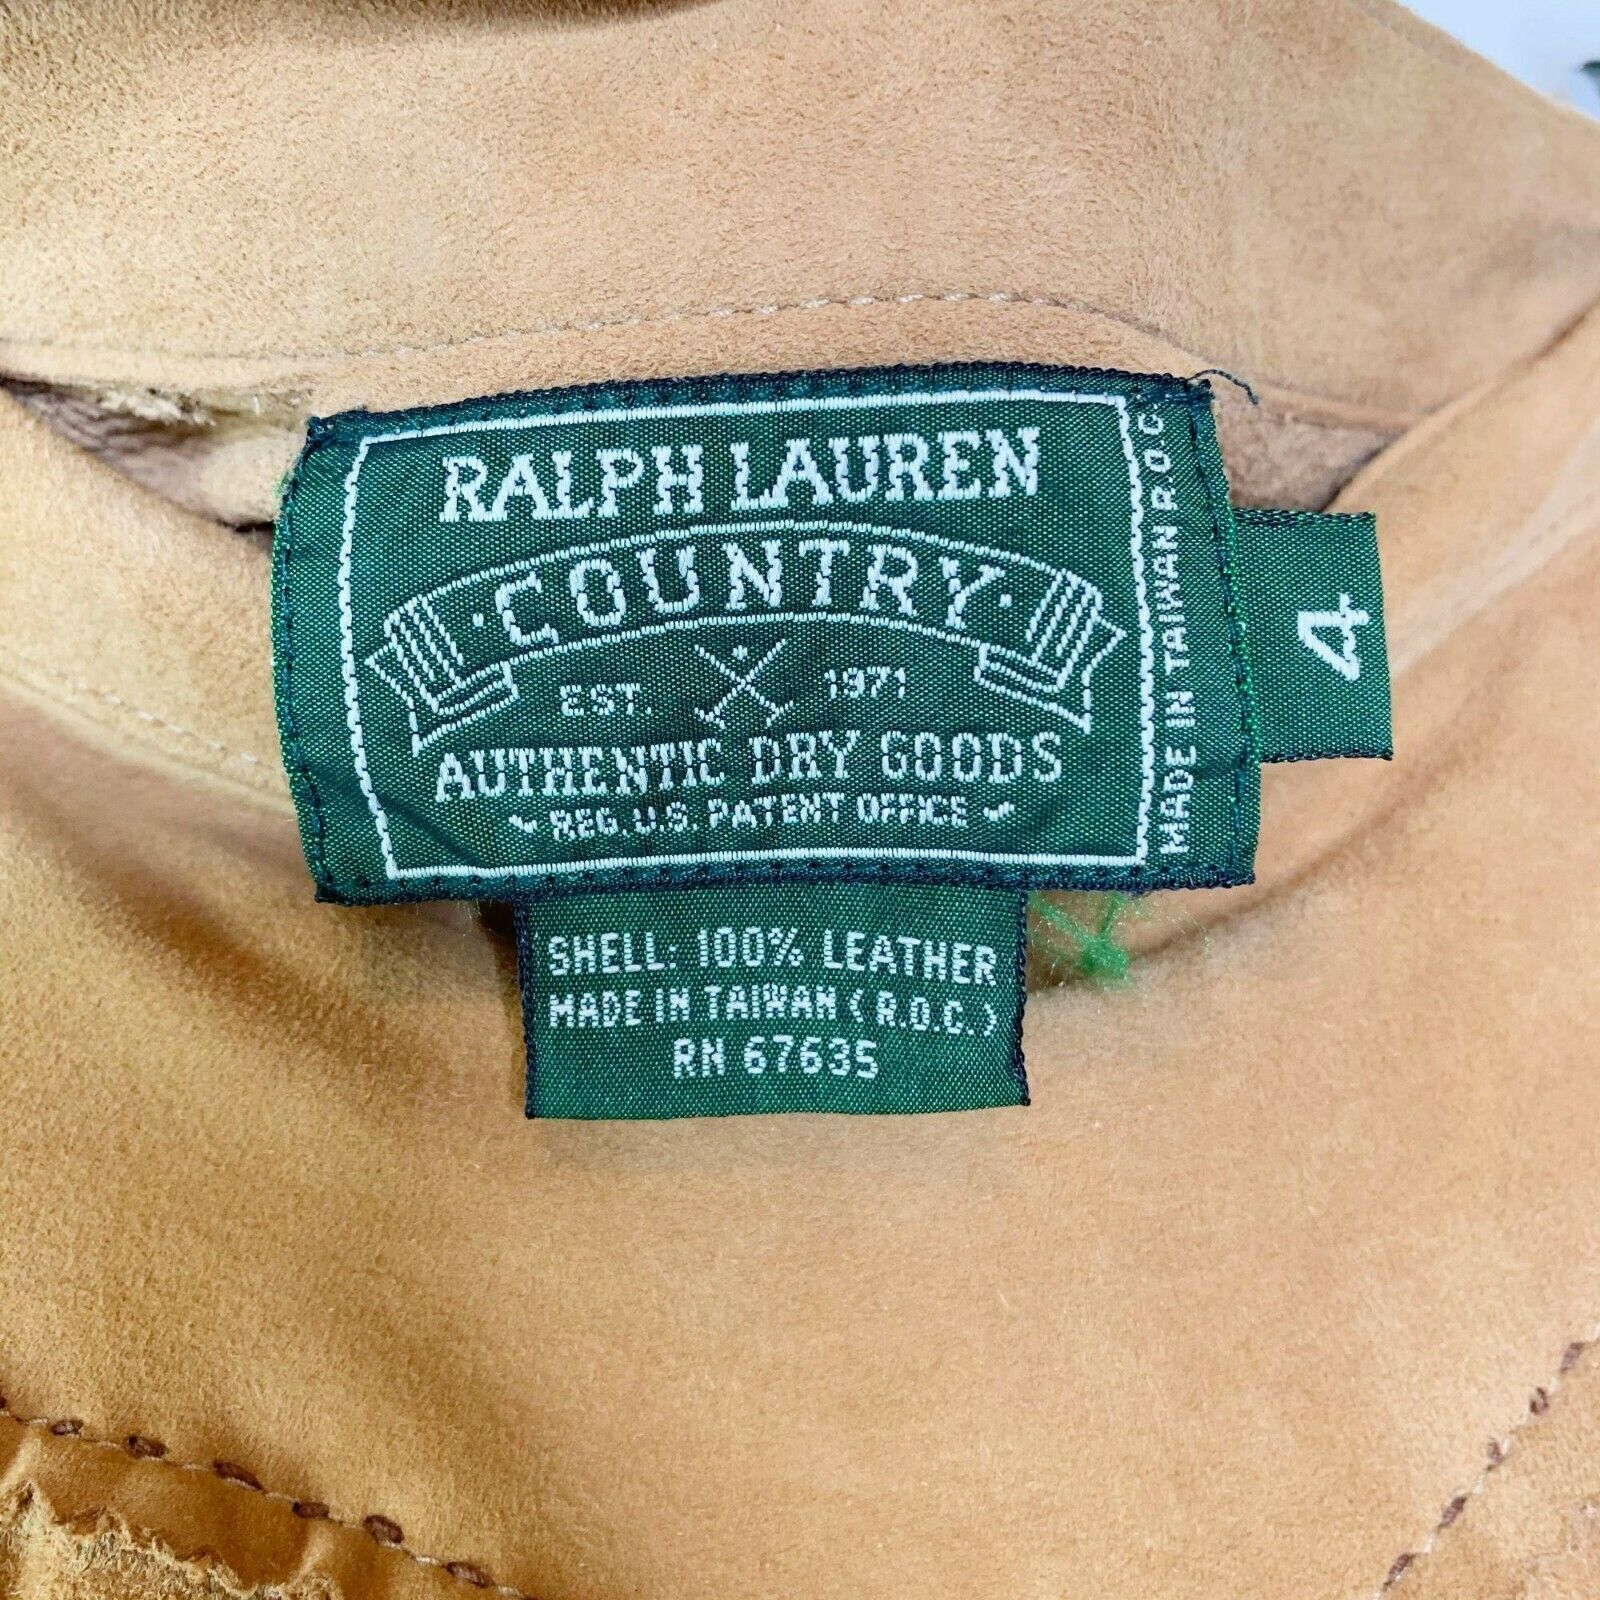 RALPH LAUREN
·COUNTRY·
EST. 1971
AUTHENTIC DRY GOODS
REG. U.S. PATENT OFFICE
MADE IN TAIWAN R.O.C
4
SHELL: 100% LEATHER
MADE IN TAIWAN (R.O.C.)
RN 67635